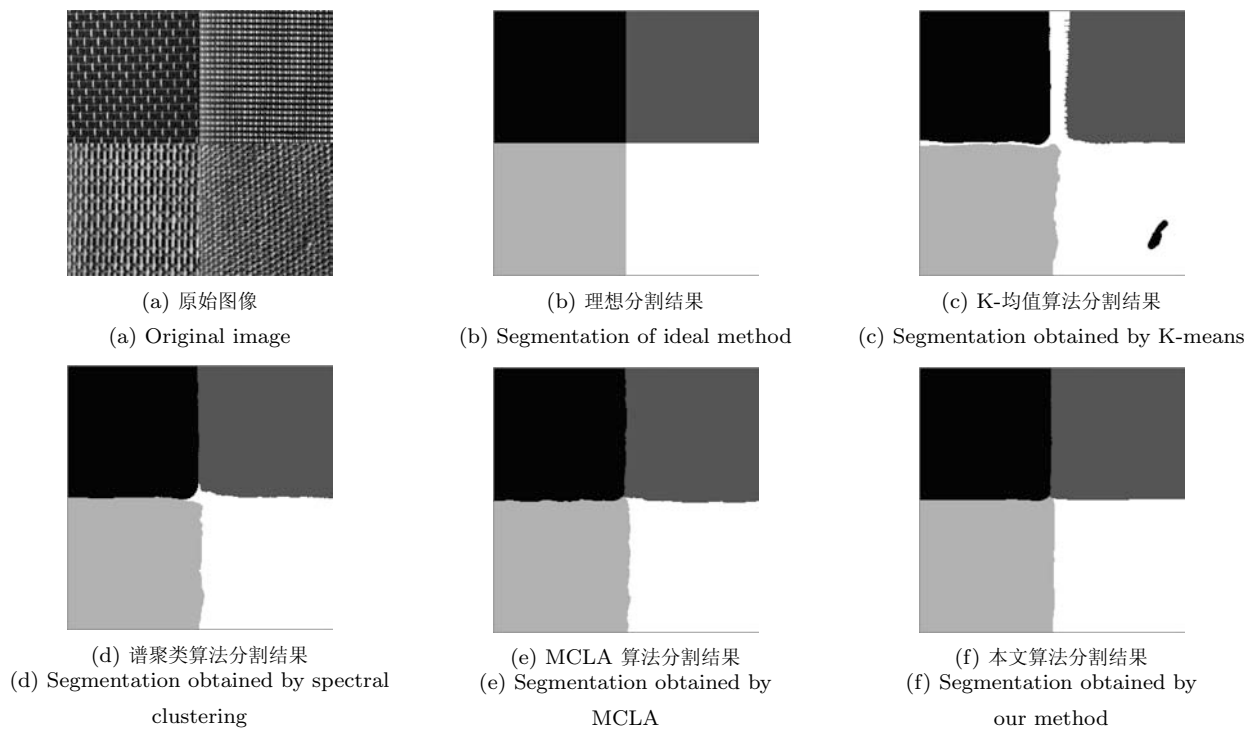 (a) 原始图像
(a) Original image
(b) 理想分割结果
(b) Segmentation of ideal method
(c) K-均值算法分割结果
(c) Segmentation obtained by K-means
(d) 谱聚类算法分割结果
(d) Segmentation obtained by spectral
clustering
(e) MCLA 算法分割结果
(e) Segmentation obtained by
MCLA
(f) 本文算法分割结果
(f) Segmentation obtained by
our method